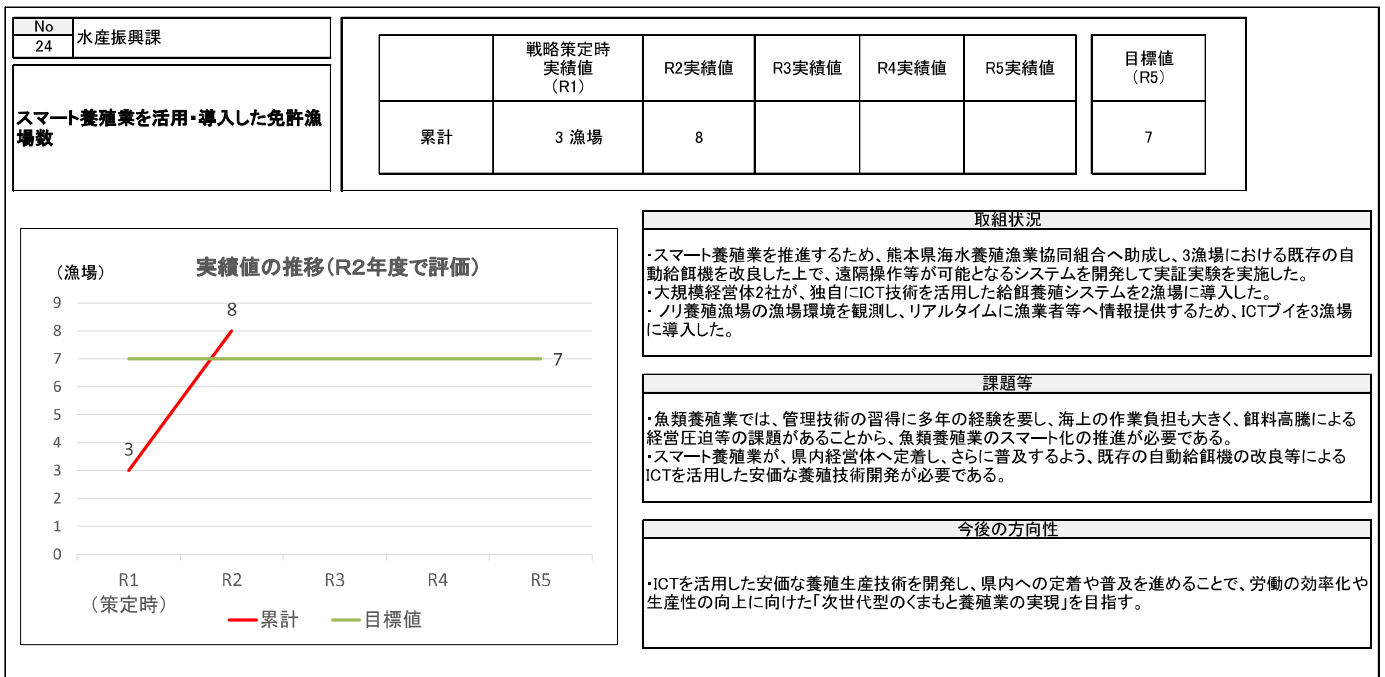 No
24
水産振興課
スマート養殖業を活用・導入した免許漁
場数
戦略策定時
実績値
(R1)
R2実績値
R3実績値
R4実績値
R5実績値
目標値
(R5)
累計
3 漁場
8
7
実績値の推移(R2年度で評価)
(漁場)
9
8
7
6
5
4
3
2
1
0
3
8
7
R1
(策定時)
R2
R3
R4
R5
累計
目標値
取組状況
・スマート養殖業を推進するため、熊本県海水養殖漁業協同組合へ助成し、3漁場における既存の自
動給餌機を改良した上で、遠隔操作等が可能となるシステムを開発して実証実験を実施した。
・大規模経営体2社が、独自にICT技術を活用した給餌養殖システムを2漁場に導入した。
・ノリ養殖漁場の漁場環境を観測し、リアルタイムに漁業者等へ情報提供するため、ICTブイを3漁場
に導入した。
課題等
・魚類養殖業では、管理技術の習得に多年の経験を要し、海上の作業負担も大きく、餌料高騰による
経営圧迫等の課題があることから、魚類養殖業のスマート化の推進が必要である。
・スマート養殖業が、県内経営体へ定着し、さらに普及するよう、既存の自動給餌機の改良等による
ICTを活用した安価な養殖技術開発が必要である。
今後の方向性
・ICTを活用した安価な養殖生産技術を開発し、県内への定着や普及を進めることで、労働の効率化や
生産性の向上に向けた「次世代型のくまもと養殖業の実現」を目指す。